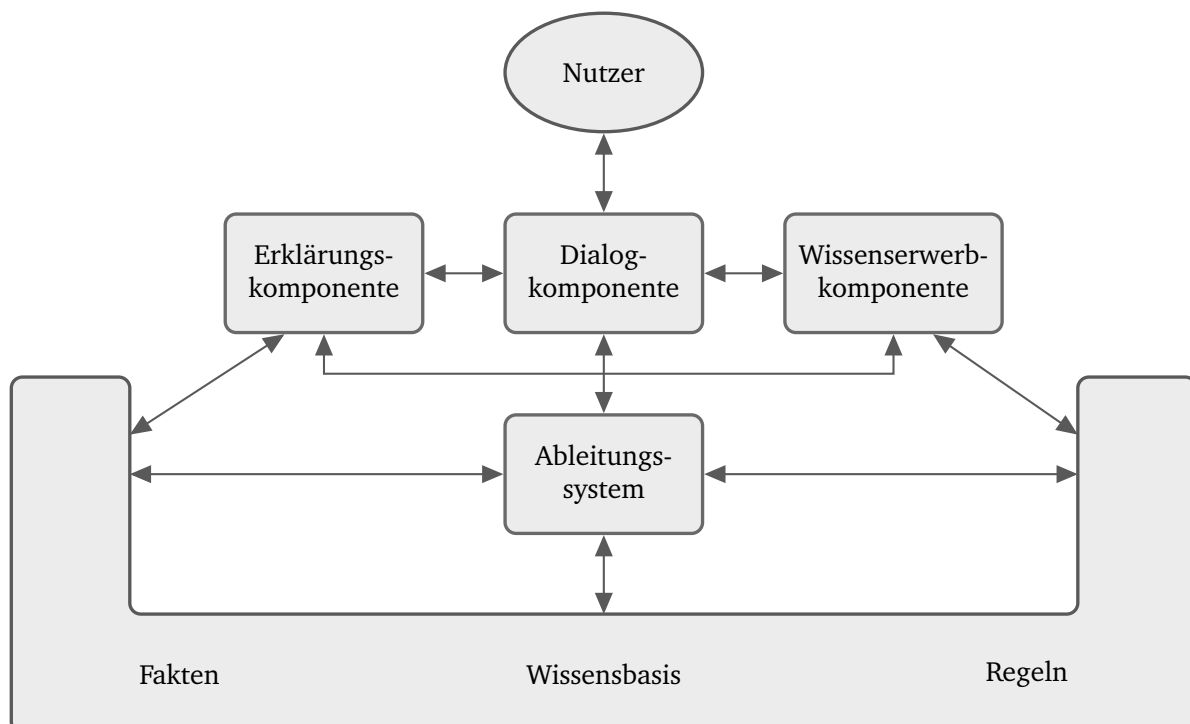 Nutzer
Erklärungs-
komponente
Dialog-
komponente
Wissenserwerb-
komponente
Ableitungs-
system
Fakten
Wissensbasis
Regeln